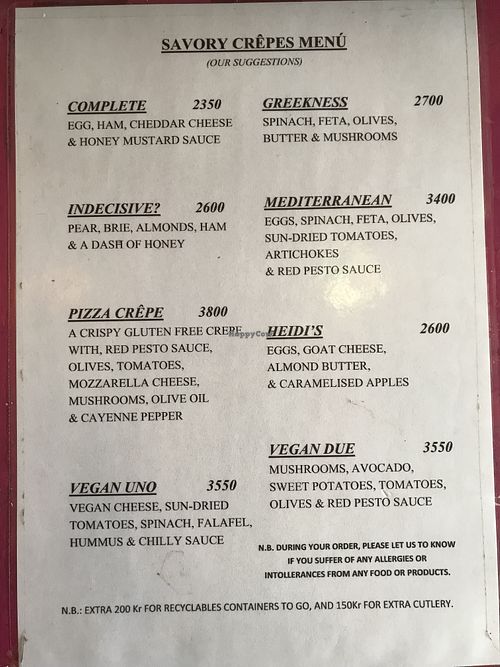 SAVORY CRÊPES MENÚ
(OUR SUGGESTIONS)
COMPLETE 2350
EGG, HAM, CHEDDAR CHEESE
& HONEY MUSTARD SAUCE
GREEKNESS 2700
SPINACH, FETA, OLIVES,
BUTTER & MUSHROOMS
INDECISIVE? 2600
PEAR, BRIE, ALMONDS, HAM
& A DASH OF HONEY
MEDITERRANEAN 3400
EGGS, SPINACH, FETA, OLIVES,
SUN-DRIED TOMATOES,
ARTICHOKES
& RED PESTO SAUCE
PIZZA CRÊPE 3800
A CRISPY GLUTEN FREE CREPE
WITH, RED PESTO SAUCE,
OLIVES, TOMATOES,
MOZZARELLA CHEESE,
MUSHROOMS, OLIVE OIL
& CAYENNE PEPPER
HappyCow
HEIDI'S 2600
EGGS, GOAT CHEESE,
ALMOND BUTTER,
& CARAMELISED APPLES
VEGAN UNO 3550
VEGAN CHEESE, SUN-DRIED
TOMATOES, SPINACH, FALAFEL,
HUMMUS & CHILLY SAUCE
VEGAN DUE 3550
MUSHROOMS, AVOCADO,
SWEET POTATOES, TOMATOES,
OLIVES & RED PESTO SAUCE
N.B. DURING YOUR ORDER, PLEASE LET US TO KNOW
IF YOU SUFFER OF ANY ALLERGIES OR
INTOLLERANCES FROM ANY FOOD OR PRODUCTS.
N.B.: EXTRA 200 Kr FOR RECYCLABLES CONTAINERS TO GO, AND 150Kr FOR EXTRA CUTLERY.